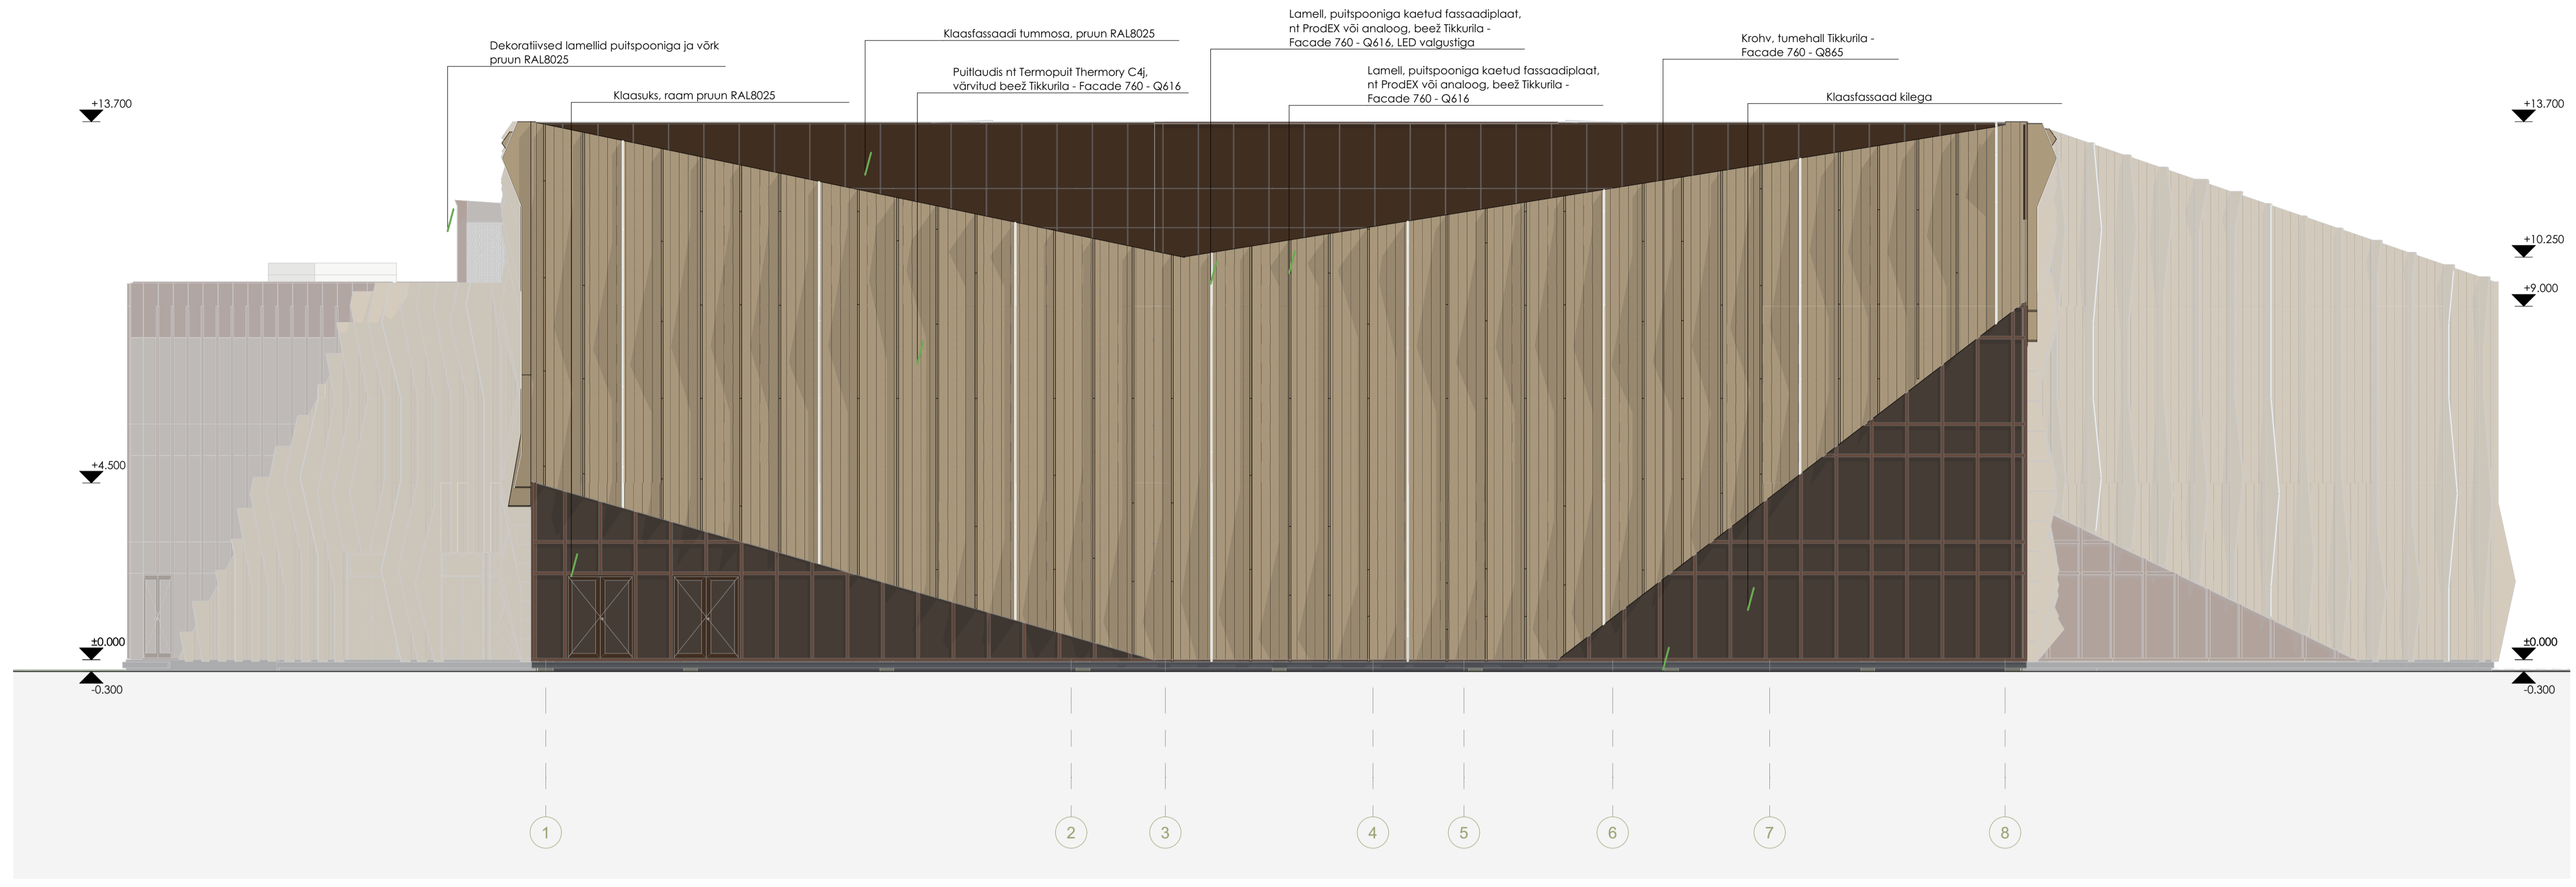 Lamell, puitspooniga kaetud fassaadiplaat,
nt ProdEX või analoog, beež Tikkurila -
Facade 760 - Q616, LED valgustiga
Klaasfassaadi tummosa, pruun RAL8025
Krohv, tumehall Tikkurila -
Facade 760 - Q865
Dekoratiivsed lamellid puitspooniga ja võrk
pruun RAL8025
Puitlaudis nt Termopuit Thermory C4j,
värvitud beež Tikkurila - Facade 760 - Q616
Lamell, puitspooniga kaetud fassaadiplaat,
nt ProdEX või analoog, beež Tikkurila -
Facade 760 - Q616
Klaasuks, raam pruun RAL8025
Klaasfassaad kilega
+13.700
+13.700
+10.250
+9.000
+4.500
±0.000
±0.000
-0.300
-0.300
1
2
3
4
5
6
7
8